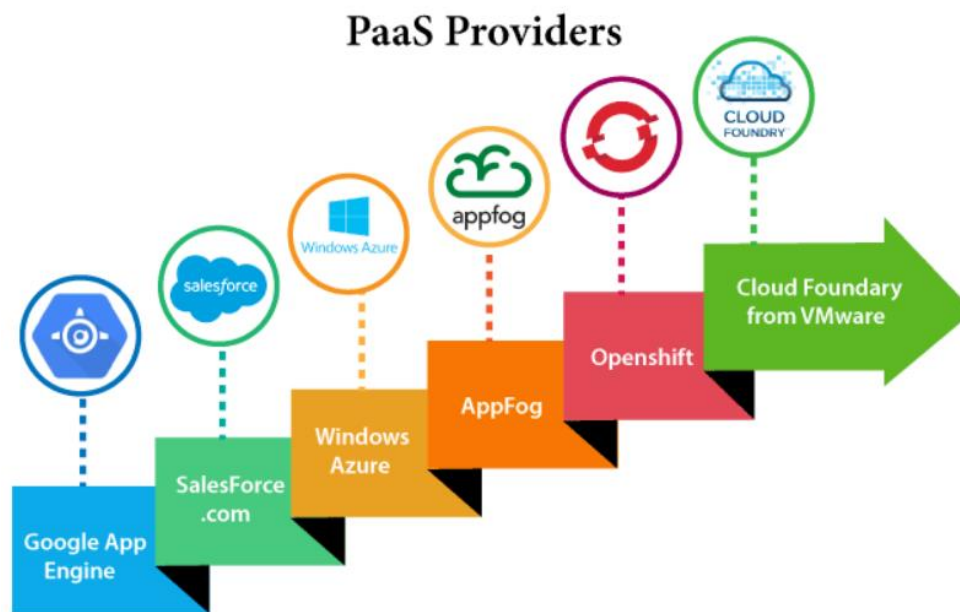 PaaS Providers
CLOUD
FOUNDRY
appfog
Windows Azure
salesforce
Cloud Foundary
from VMware
Openshift
AppFog
Windows
Azure
SalesForce
.com
Google App
Engine